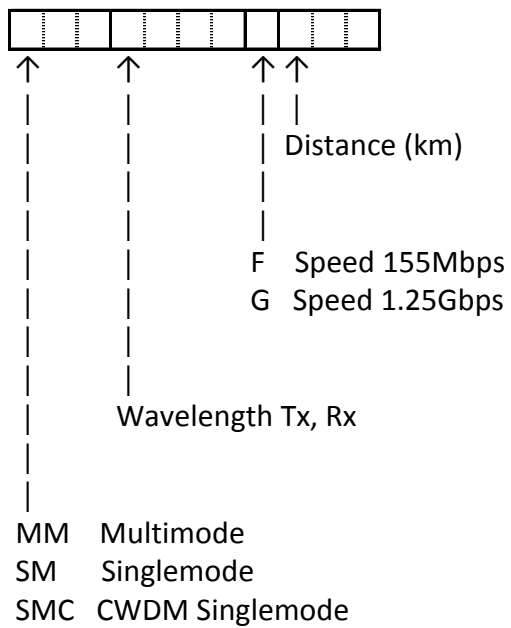 Distance (km)
F Speed 155Mbps
G Speed 1.25Gbps
Wavelength Tx, Rx
MM Multimode
SM Singlemode
SMC CWDM Singlemode